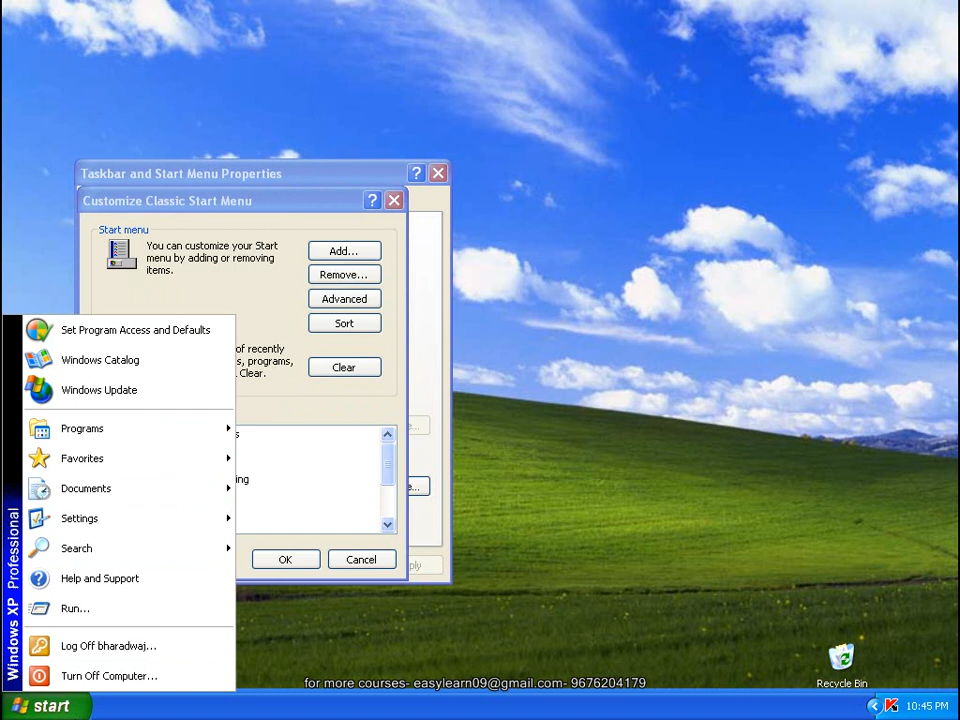 Taskbar and Start Menu Properties
Customize Classic Start Menu
Start menu
You can customize your Start
menu by adding or removing
items.
Add...
Remove...
Advanced
Sort
of recently
s, programs,
Clear.
Clear
s
ing
e...
OK
Cancel
ply
Set Program Access and Defaults
Windows Catalog
Windows Update
Programs
Favorites
Documents
Settings
Search
Help and Support
Run...
Log Off bharadwaj...
Turn Off Computer...
Windows XP Professional
for more courses- easylearn09@gmail.com- 9676204179
Recycle Bin
start
10:45 PM